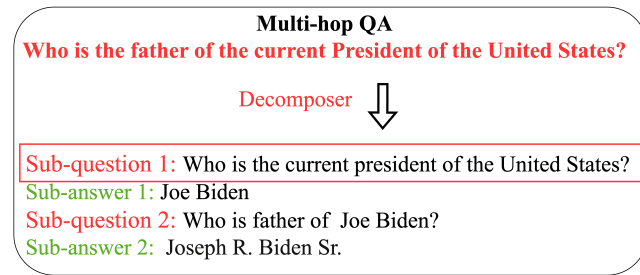 Multi-hop QA
Who is the father of the current President of the United States?
Decomposer
Sub-question 1: Who is the current president of the United States?
Sub-answer 1: Joe Biden
Sub-question 2: Who is father of Joe Biden?
Sub-answer 2: Joseph R. Biden Sr.